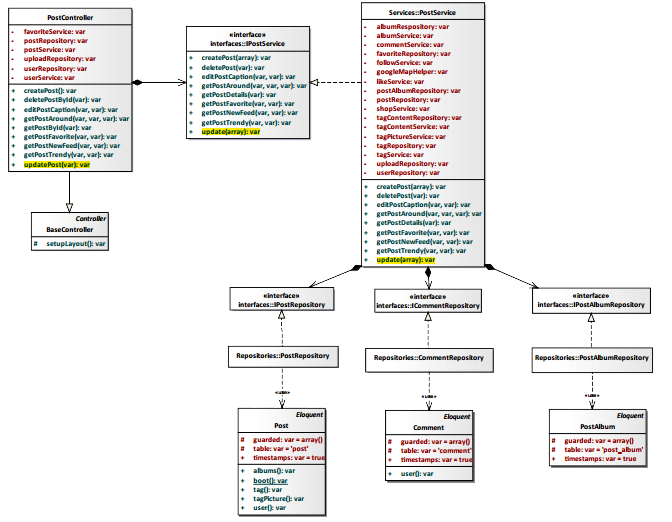 PostController
- favoriteService: var
- postRepository: var
- postService: var
- uploadRepository: var
- userRepository: var
- userService: var
+ createPost(): var
+ deletePostById(): var
+ editPostCaption(var, var): var
+ getPostAround(var, var, var): var
+ getPostById(): var
+ getPostFavorite(var, var): var
+ getPostNewFeed(var, var): var
+ getPostTrendy(var, var): var
+ updatePost(var): var
Controller
BaseController
# setupLayout(): var
«interface»
interfaces::IPostService
+ createPost(array): var
+ deletePost(var): var
+ editPostCaption(var, var): var
+ getPostAround(var, var, var): var
+ getPostDetails(var): var
+ getPostFavorite(var, var): var
+ getPostNewFeed(var, var): var
+ getPostTrendy(var, var): var
+ update(array): var
Services::PostService
- albumRespository: var
- albumService: var
- commentService: var
- favoriteRepository: var
- followService: var
- googleMapHelper: var
- likeService: var
- postAlbumRepository: var
- postRepository: var
- shopService: var
- tagContentRepository: var
- tagContentService: var
- tagPictureService: var
- tagRepository: var
- tagService: var
- uploadRepository: var
- userRepository: var
+ createPost(array): var
+ deletePost(var): var
+ editPostCaption(var, var): var
+ getPostAround(var, var, var): var
+ getPostDetails(var): var
+ getPostFavorite(var, var): var
+ getPostNewFeed(var, var): var
+ getPostTrendy(var, var): var
+ update(array): var
«interface»
interfaces::IPostRepository
«interface»
interfaces::ICommentRepository
«interface»
interfaces::IPostAlbumRepository
Repositories::PostRepository
Repositories::CommentRepository
Repositories::PostAlbumRepository
«use»
«use»
«use»
Eloquent
Post
# guarded: var = array()
# table: var = 'post'
+ timestamps: var = true
+ albums(): var
+ boot(): var
+ tag(): var
+ tagPicture(): var
+ user(): var
Eloquent
Comment
# guarded: var = array()
# table: var = 'comment'
+ timestamps: var = true
+ user(): var
Eloquent
PostAlbum
# guarded: var = array()
# table: var = 'post_album'
+ timestamps: var = true